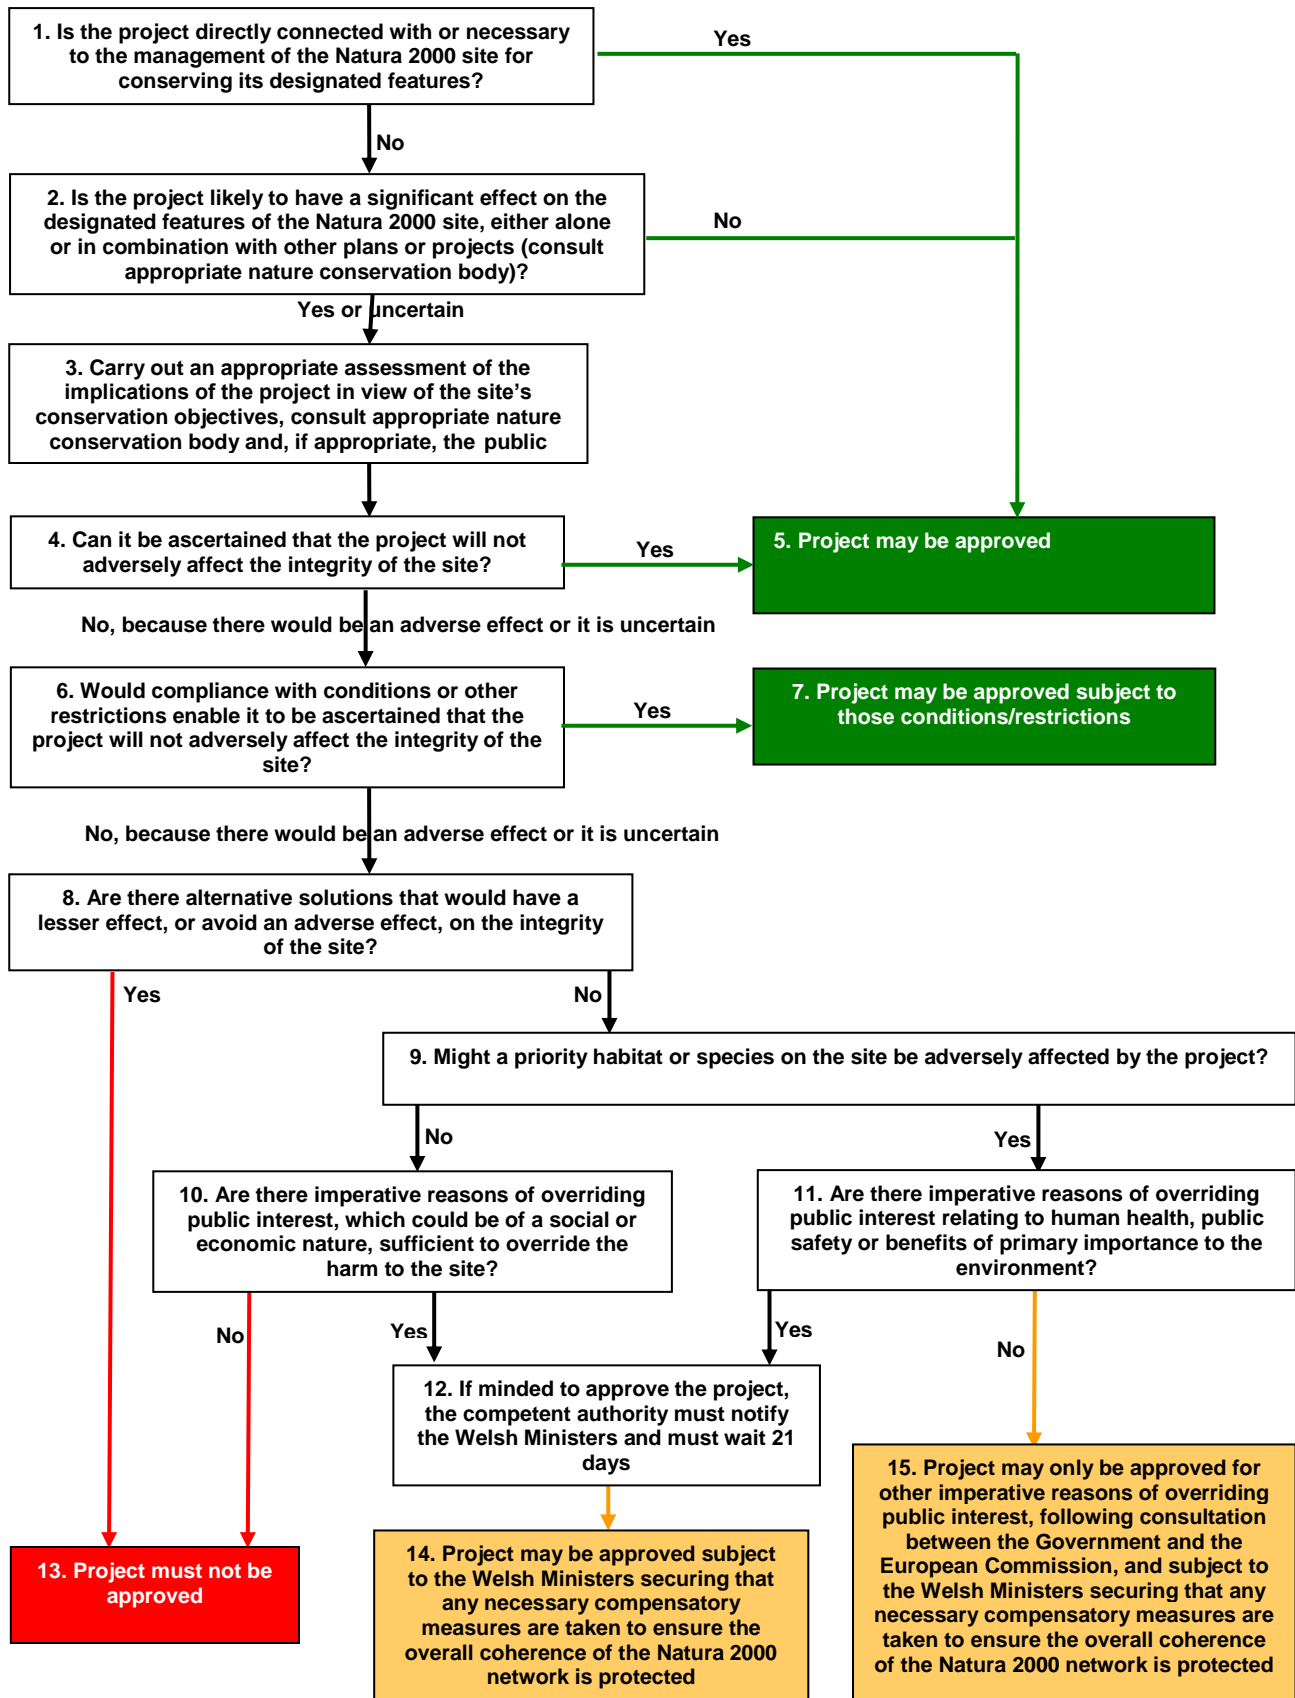 1. Is the project directly connected with or necessary
to the management of the Natura 2000 site for
conserving its designated features?
Yes
No
2. Is the project likely to have a significant effect on the
designated features of the Natura 2000 site, either alone
or in combination with other plans or projects (consult
appropriate nature conservation body)?
No
Yes or uncertain
3. Carry out an appropriate assessment of the
implications of the project in view of the site’s
conservation objectives, consult appropriate nature
conservation body and, if appropriate, the public
4. Can it be ascertained that the project will not
adversely affect the integrity of the site?
Yes
5. Project may be approved
No, because there would be an adverse effect or it is uncertain
6. Would compliance with conditions or other
restrictions enable it to be ascertained that the
project will not adversely affect the integrity of the
site?
Yes
7. Project may be approved subject to
those conditions/restrictions
No, because there would be an adverse effect or it is uncertain
8. Are there alternative solutions that would have a
lesser effect, or avoid an adverse effect, on the integrity
of the site?
Yes
No
9. Might a priority habitat or species on the site be adversely affected by the project?
No
Yes
10. Are there imperative reasons of overriding
public interest, which could be of a social or
economic nature, sufficient to override the
harm to the site?
11. Are there imperative reasons of overriding
public interest relating to human health, public
safety or benefits of primary importance to the
environment?
No
Yes
Yes
No
12. If minded to approve the project,
the competent authority must notify
the Welsh Ministers and must wait 21
days
13. Project must not be
approved
14. Project may be approved subject
to the Welsh Ministers securing that
any necessary compensatory
measures are taken to ensure the
overall coherence of the Natura 2000
network is protected
15. Project may only be approved for
other imperative reasons of overriding
public interest, following consultation
between the Government and the
European Commission, and subject to
the Welsh Ministers securing that any
necessary compensatory measures are
taken to ensure the overall coherence
of the Natura 2000 network is protected